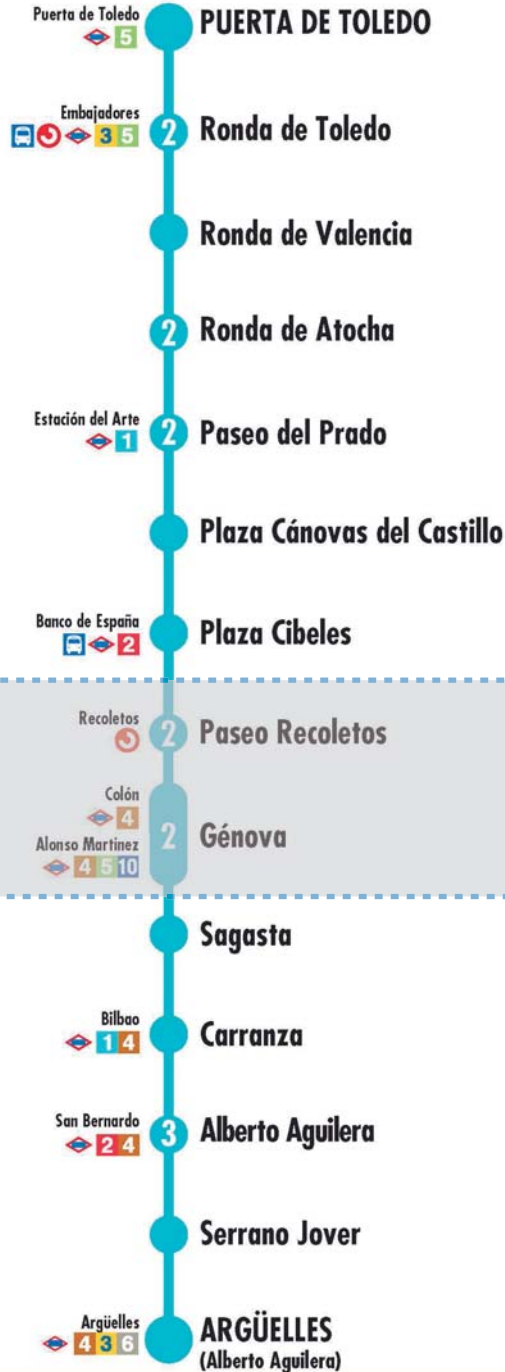 Puerta de Toledo
5
PUERTA DE TOLEDO
Embajadores
3 5
2
Ronda de Toledo
Ronda de Valencia
2
Ronda de Atocha
Estación del Arte
1
2
Paseo del Prado
Plaza Cánovas del Castillo
Banco de España
2
Plaza Cibeles
Recoletos
2
Paseo Recoletos
Colón
4
Alonso Martinez
4 5 10
2
Génova
Sagasta
Bilbao
1 4
Carranza
San Bernardo
2 4
3
Alberto Aguilera
Serrano Jover
Argüelles
4 3 6
ARGÜELLES
(Alberto Aguilera)